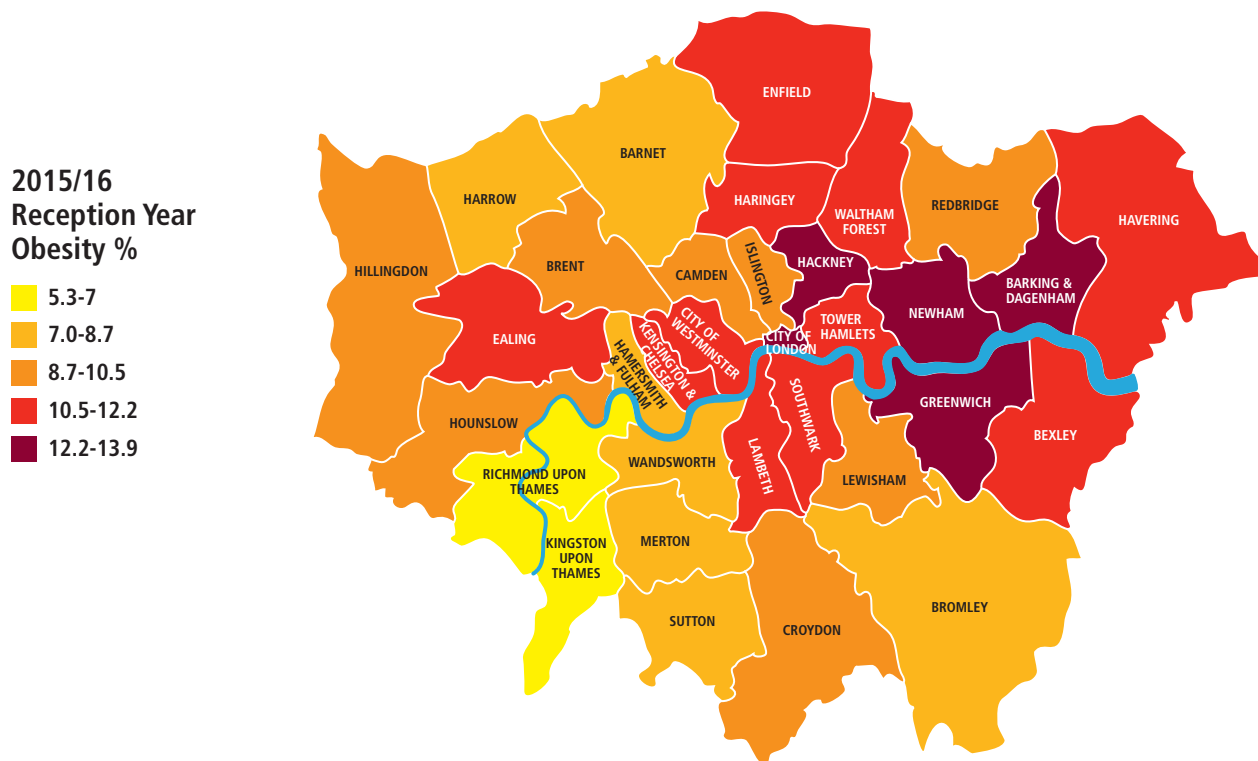 2015/16
Reception Year
Obesity %
5.3-7
7.0-8.7
8.7-10.5
10.5-12.2
12.2-13.9
ENFIELD
BARNET
HARROW
HARINGEY
WALTHAM
FOREST
REDBRIDGE
HAVERING
HILLINGDON
BRENT
CAMDEN
ISLINGTON
HACKNEY
BARKING &
DAGENHAM
NEWHAM
EALING
CITY OF
WESTMINSTER
KENSINGTON &
CHELSEA
HAMERSMITH
& FULHAM
CITY OF
LONDON
TOWER
HAMLETS
GREENWICH
BEXLEY
HOUNSLOW
RICHMOND UPON
THAMES
WANDSWORTH
LAMBETH
SOUTHWARK
LEWISHAM
KINGSTON
UPON
THAMES
MERTON
SUTTON
CROYDON
BROMLEY